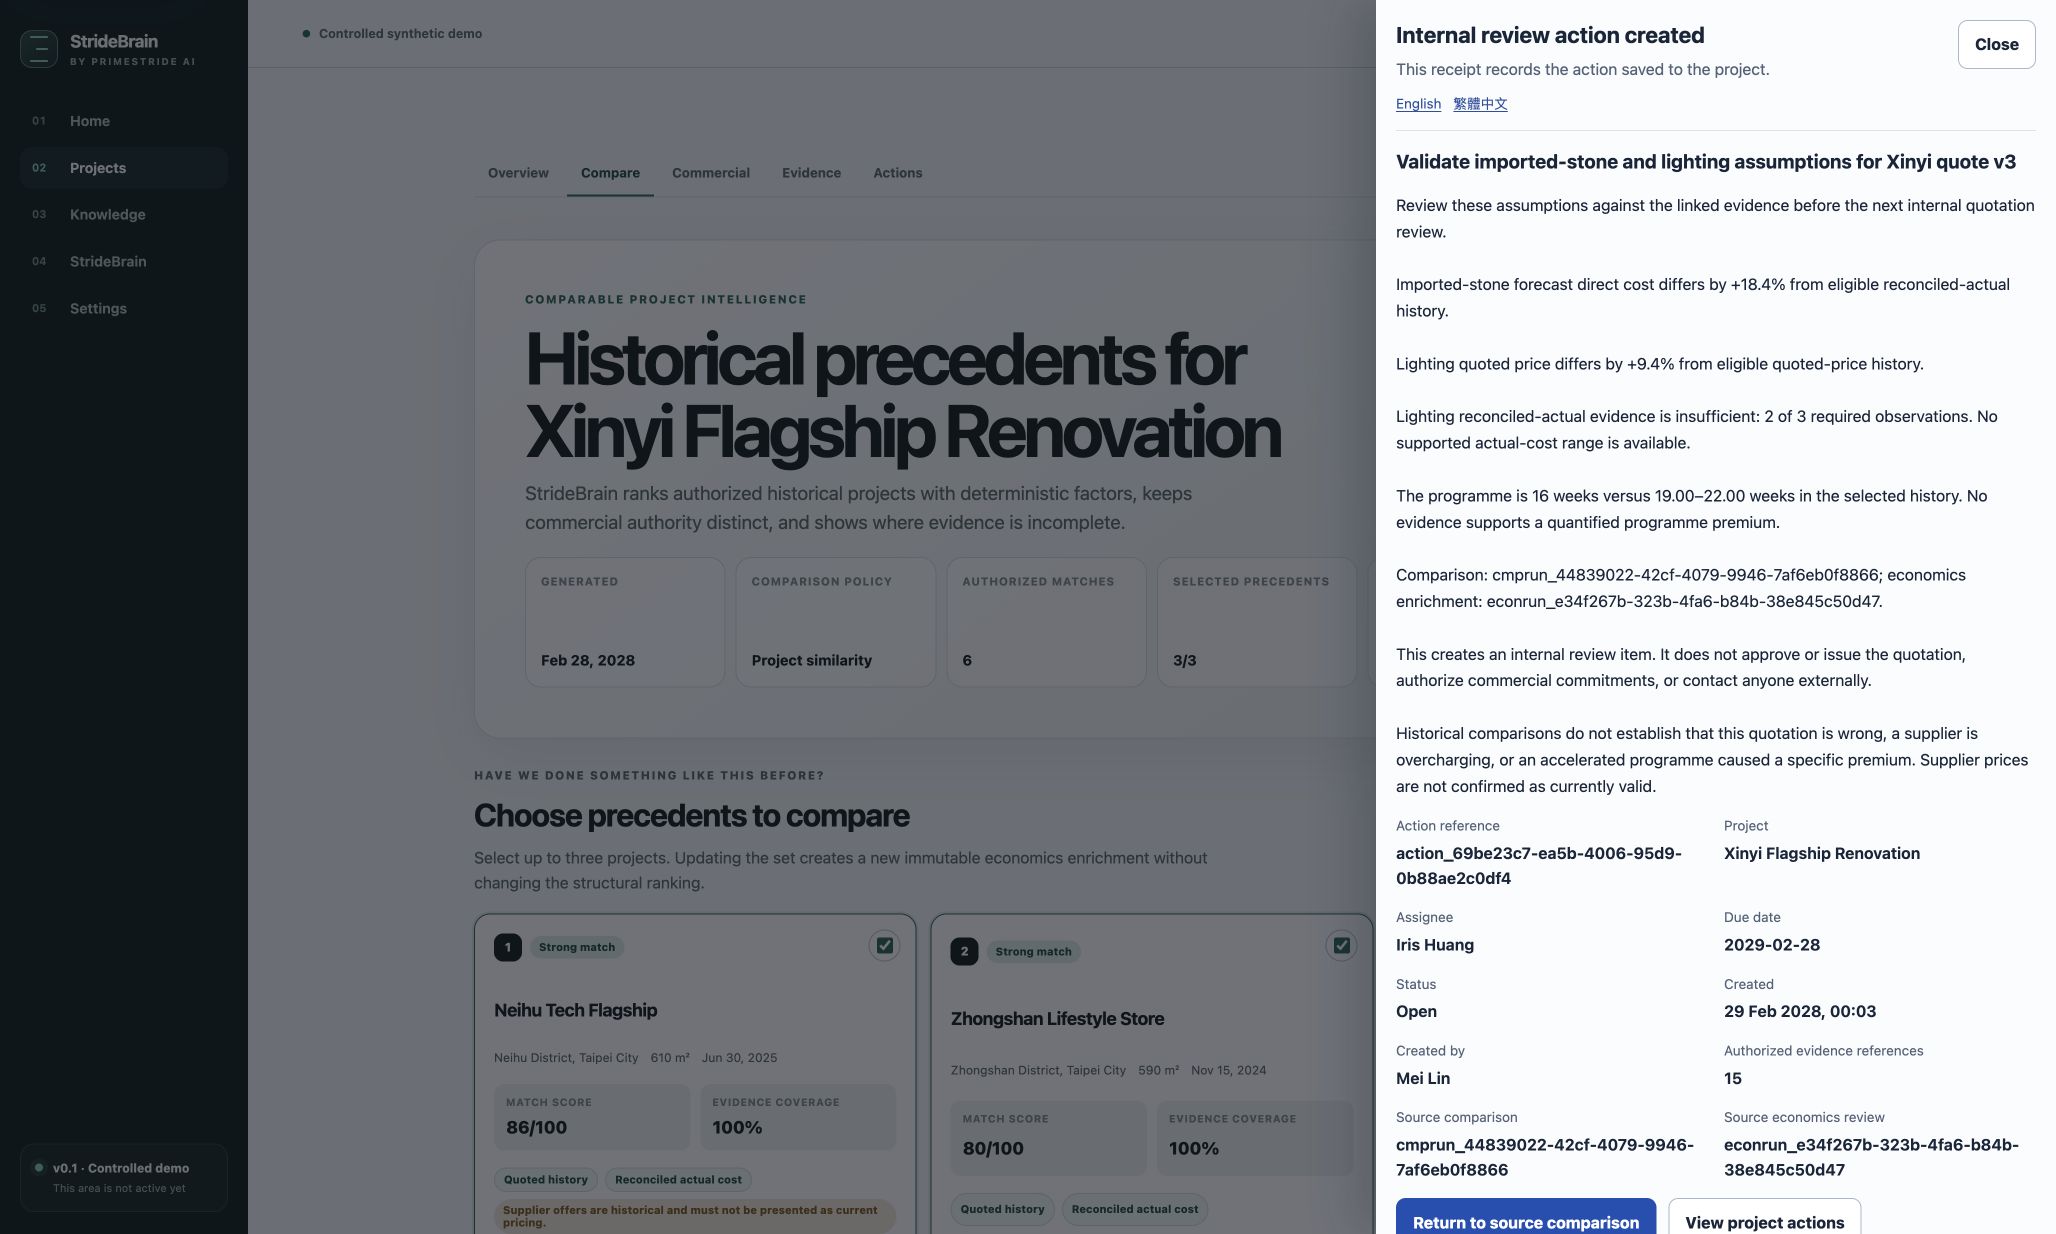 StrideBrain
BY PRIMESTRIDE AI
01 Home
02 Projects
03 Knowledge
04 StrideBrain
05 Settings
v0.1 · Controlled demo
This area is not active yet
Controlled synthetic demo
Overview Compare Commercial Evidence Actions
COMPARABLE PROJECT INTELLIGENCE
Historical precedents for
Xinyi Flagship Renovation
StrideBrain ranks authorized historical projects with deterministic factors, keeps
commercial authority distinct, and shows where evidence is incomplete.
GENERATED
Feb 28, 2028
COMPARISON POLICY
Project similarity
AUTHORIZED MATCHES
6
SELECTED PRECEDENTS
3/3
HAVE WE DONE SOMETHING LIKE THIS BEFORE?
Choose precedents to compare
Select up to three projects. Updating the set creates a new immutable economics enrichment without
changing the structural ranking.
1 Strong match
Neihu Tech Flagship
Neihu District, Taipei City 610 m² Jun 30, 2025
MATCH SCORE
86/100
EVIDENCE COVERAGE
100%
Quoted history Reconciled actual cost
Supplier offers are historical and must not be presented as current
pricing.
2 Strong match
Zhongshan Lifestyle Store
Zhongshan District, Taipei City 590 m² Nov 15, 2024
MATCH SCORE
80/100
EVIDENCE COVERAGE
100%
Quoted history Reconciled actual cost
Internal review action created
Close
This receipt records the action saved to the project.
English 繁體中文
Validate imported-stone and lighting assumptions for Xinyi quote v3
Review these assumptions against the linked evidence before the next internal quotation
review.
Imported-stone forecast direct cost differs by +18.4% from eligible reconciled-actual
history.
Lighting quoted price differs by +9.4% from eligible quoted-price history.
Lighting reconciled-actual evidence is insufficient: 2 of 3 required observations. No
supported actual-cost range is available.
The programme is 16 weeks versus 19.00–22.00 weeks in the selected history. No
evidence supports a quantified programme premium.
Comparison: cmprun_44839022-42cf-4079-9946-7af6eb0f8866; economics
enrichment: econrun_e34f267b-323b-4fa6-b84b-38e845c50d47.
This creates an internal review item. It does not approve or issue the quotation,
authorize commercial commitments, or contact anyone externally.
Historical comparisons do not establish that this quotation is wrong, a supplier is
overcharging, or an accelerated programme caused a specific premium. Supplier prices
are not confirmed as currently valid.
Action reference
action_69be23c7-ea5b-4006-95d9-
0b88ae2c0df4
Project
Xinyi Flagship Renovation
Assignee
Iris Huang
Due date
2029-02-28
Status
Open
Created
29 Feb 2028, 00:03
Created by
Mei Lin
Authorized evidence references
15
Source comparison
cmprun_44839022-42cf-4079-9946-
7af6eb0f8866
Source economics review
econrun_e34f267b-323b-4fa6-b84b-
38e845c50d47
Return to source comparison
View project actions